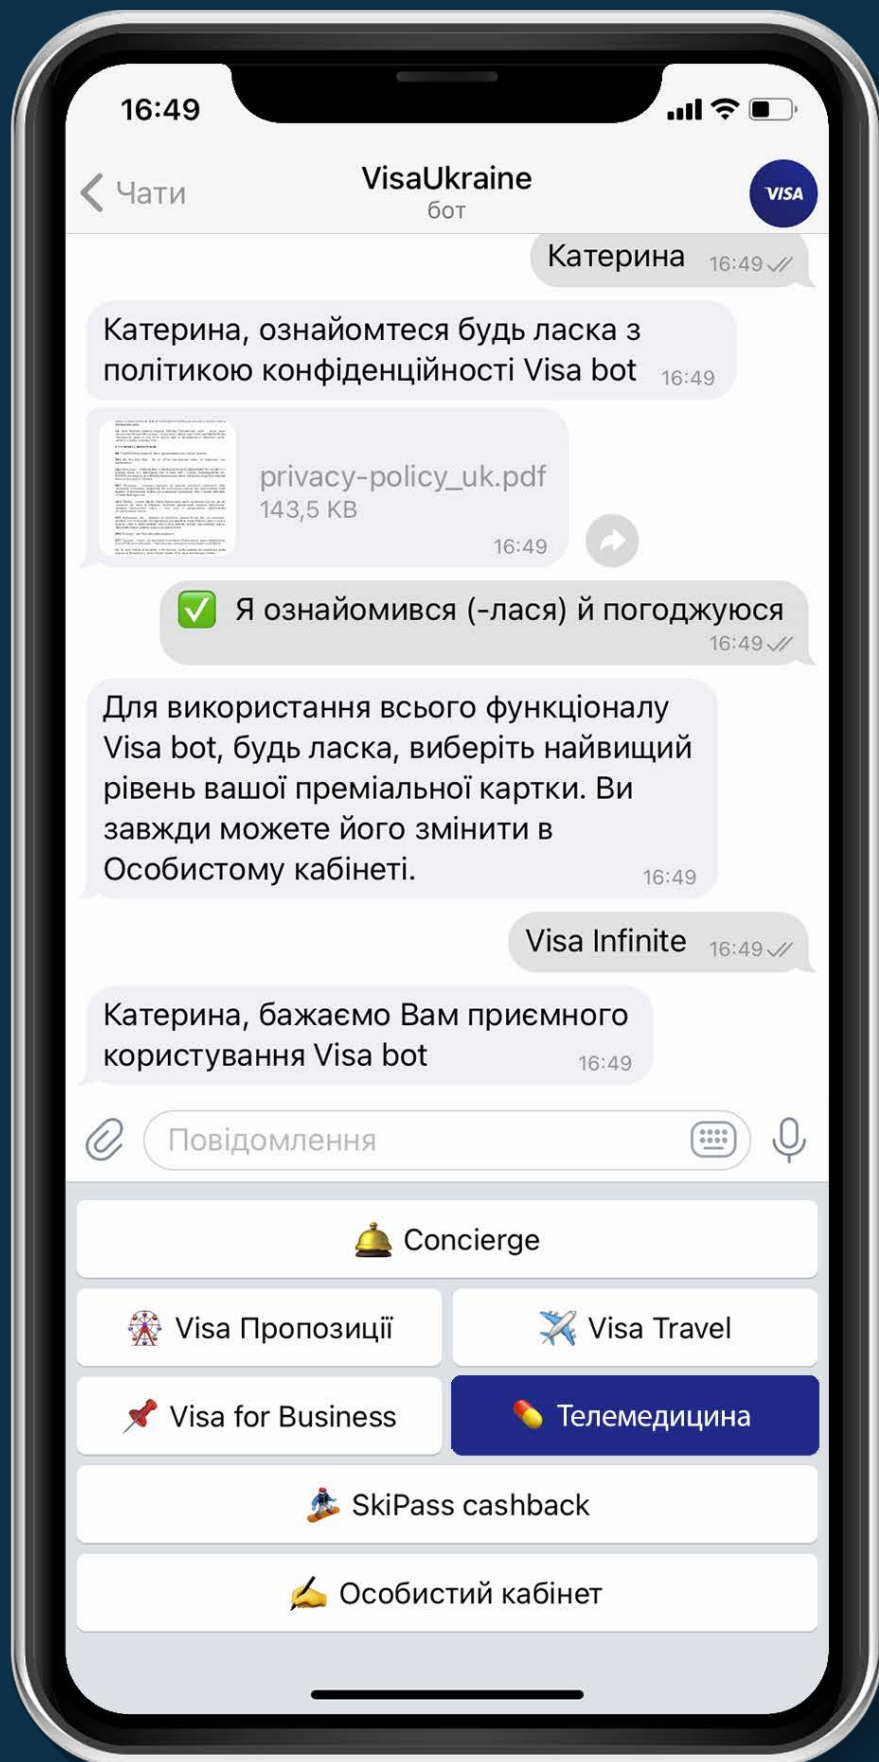 16:49
Чати
VisaUkraine
бот
VISA
Катерина 16:49
Катерина, ознайомтеся будь ласка з
політикою конфіденційності Visa bot 16:49
privacy-policy_uk.pdf
143,5 KB
16:49
Я ознайомився (-лася) й погоджуюся
16:49
Для використання всього функціоналу
Visa bot, будь ласка, виберіть найвищий
рівень вашої преміальної картки. Ви
завжди можете його змінити в
Особистому кабінеті. 16:49
Visa Infinite 16:49
Катерина, бажаємо Вам приємного
користування Visa bot 16:49
Повідомлення
Concierge
Visa Пропозиції
Visa Travel
Visa for Business
Телемедицина
SkiPass cashback
Особистий кабінет